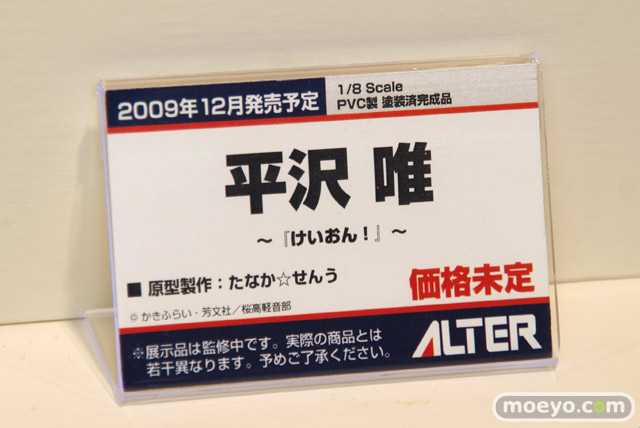 2009年12月発売予定
1/8 Scale
PVC製 塗装済完成品
平沢 唯
～『けいおん！』～
■ 原型製作：たなか☆せんう
価格未定
© かきふらい・芳文社／桜高軽音部
※展示品は監修中です。実際の商品とは
若干異なります。予めご了承ください。
ALTER
moeyo.com